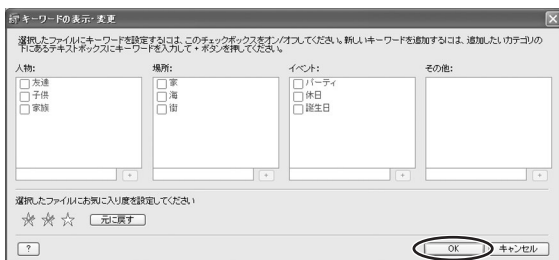 キーワードの表示・変更
選択したファイルにキーワードを設定するには、このチェックボックスをオン/オフしてください。新しいキーワードを追加するには、追加したいカテゴリの
下にあるテキストボックスにキーワードを入力して + ボタンを押してください。
人物: 場所: イベント: その他:
友達 家 パーティ
子供 海 休日
家族 街 誕生日
+ + + +
選択したファイルにお気に入り度を設定してください
元に戻す
? OK キャンセル